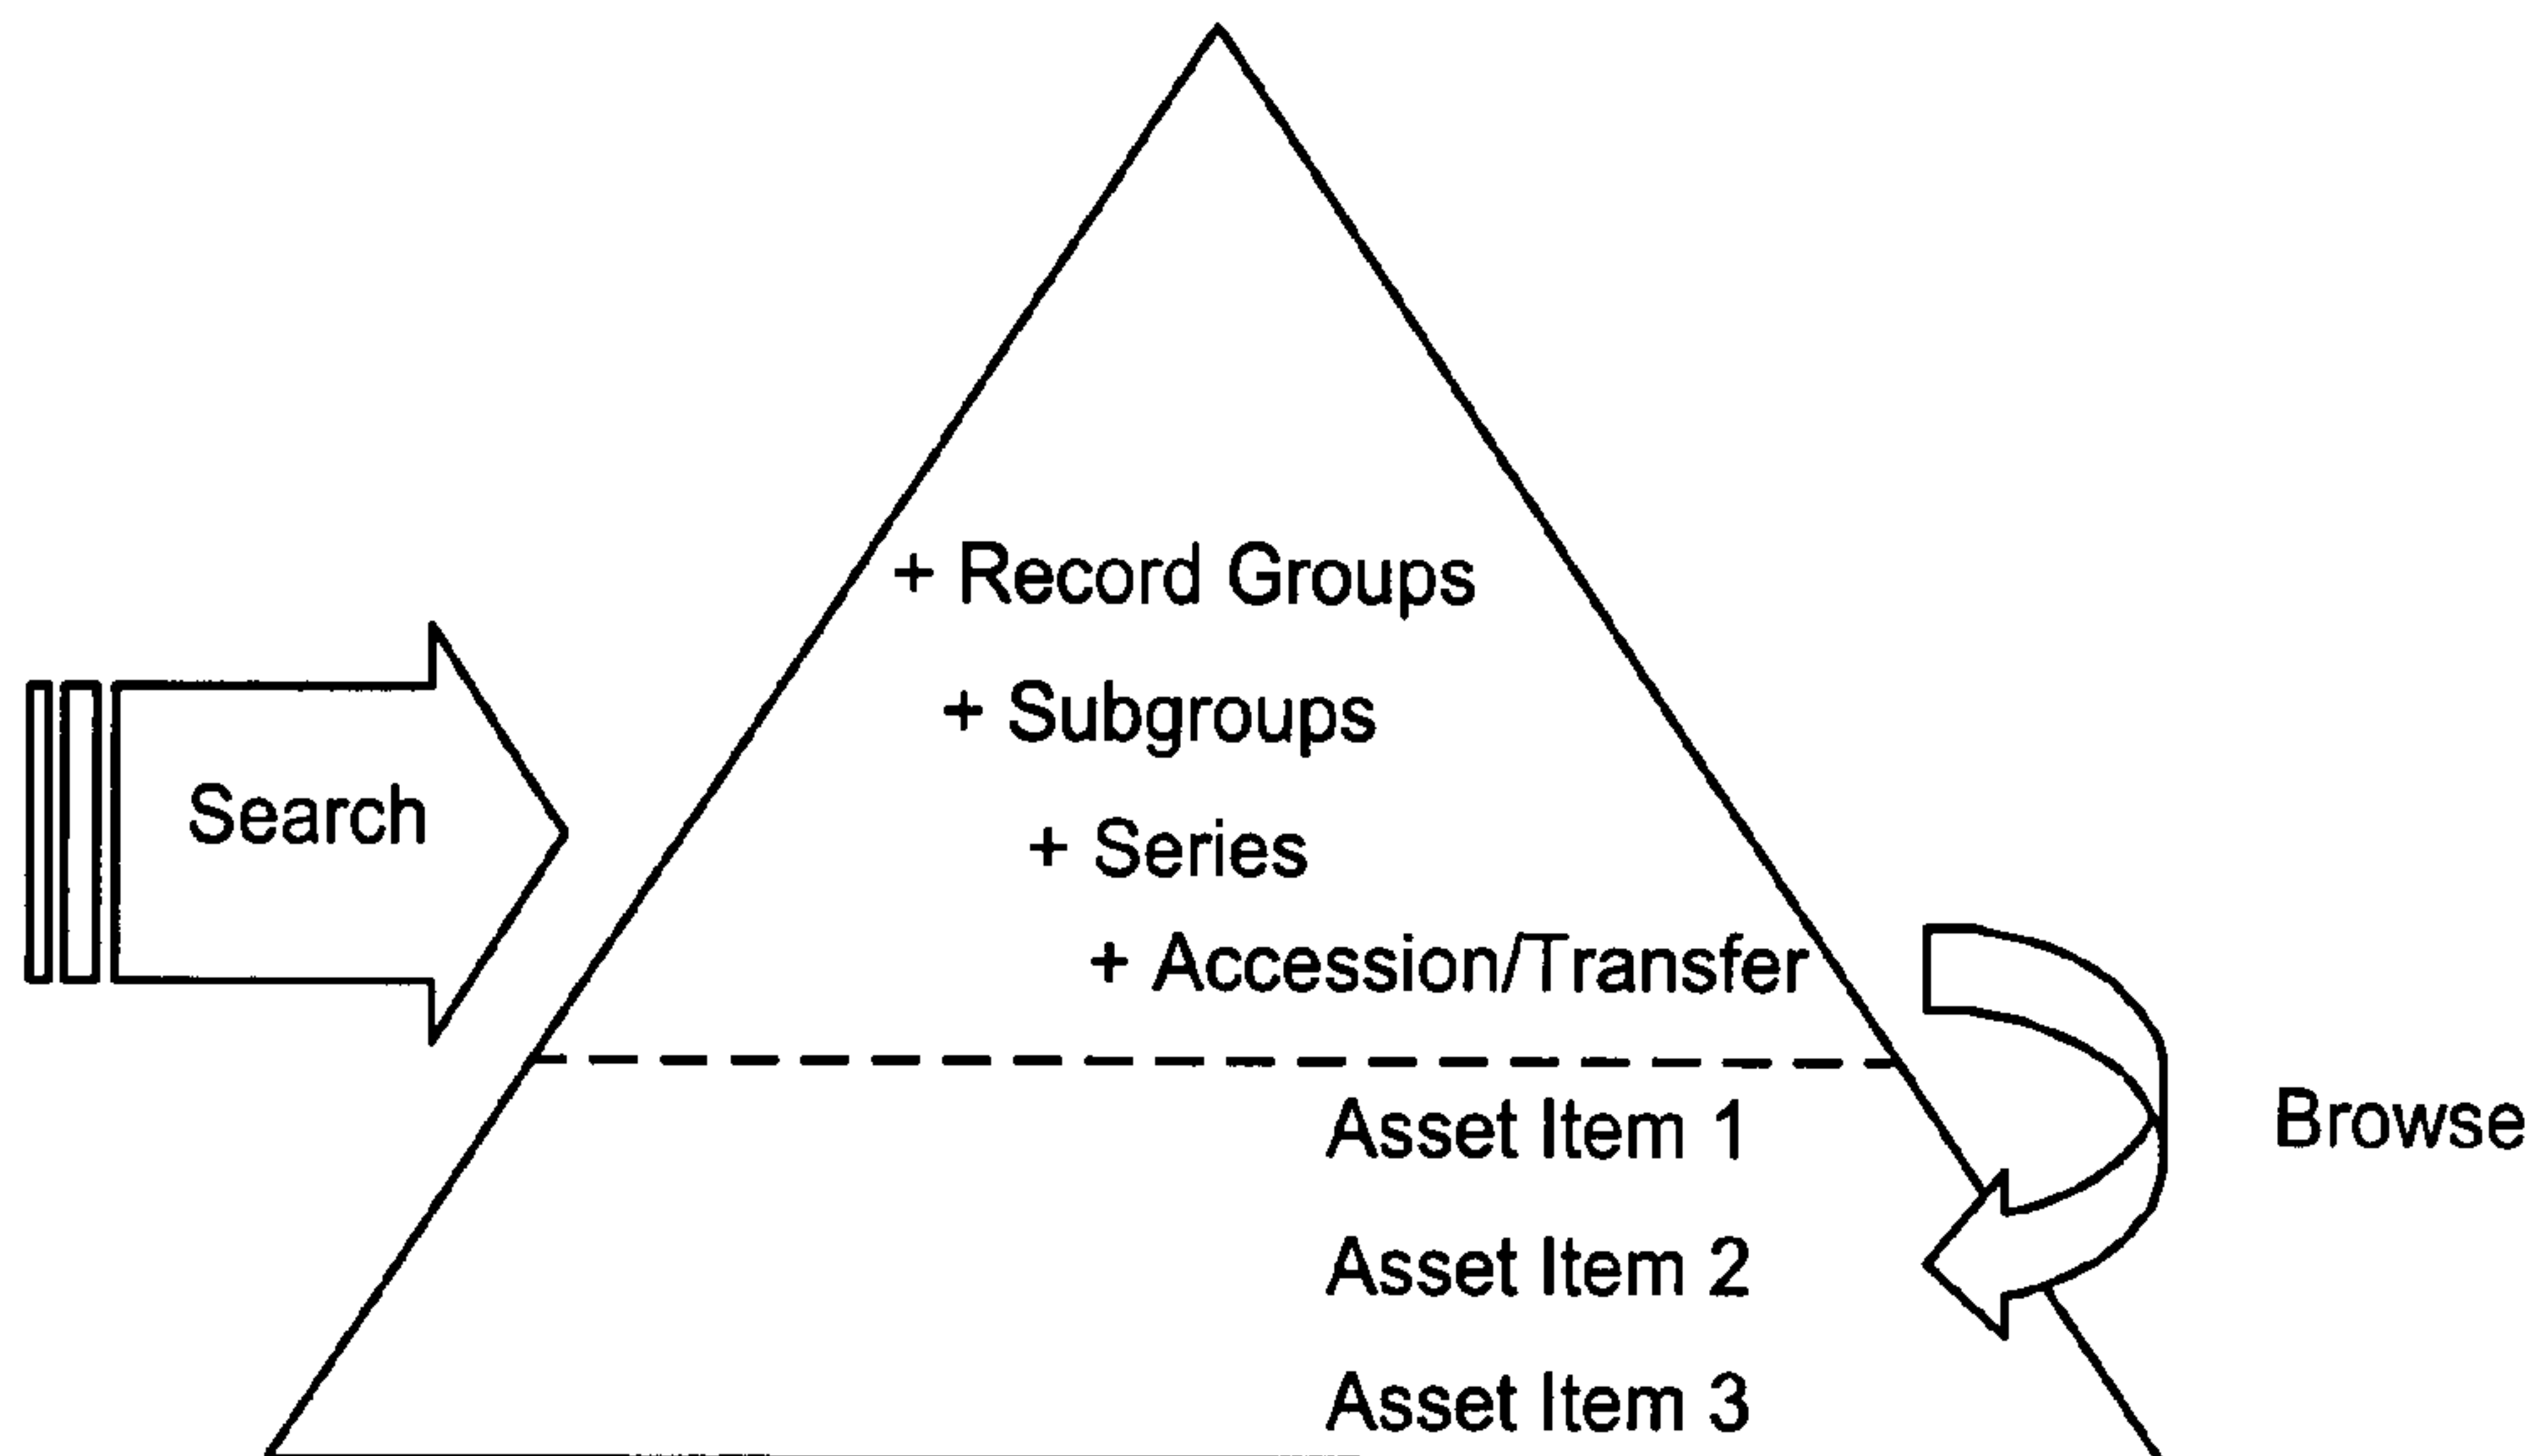 + Record Groups
+ Subgroups
Search
+ Series
+ Accession/Transfer
Asset Item 1
Browse
Asset Item 2
Asset Item 3